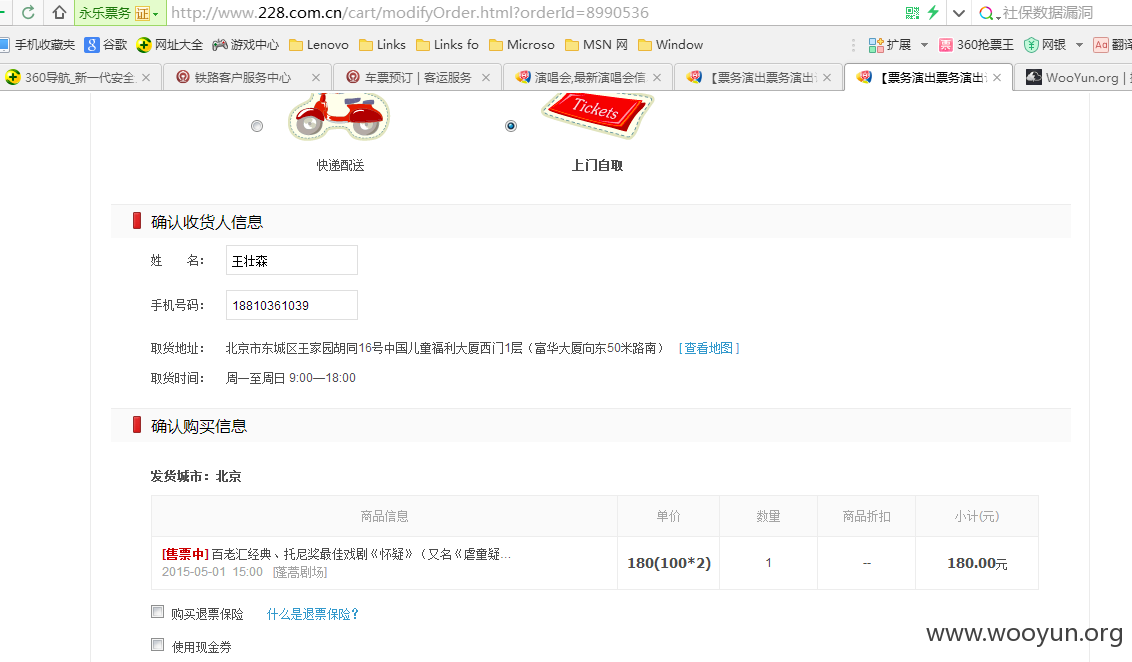 永乐票务 证 http://www.228.com.cn/cart/modifyOrder.html?orderId=8990536 社保数据漏洞
手机收藏夹 谷歌 网址大全 游戏中心 Lenovo Links Links fo Microso MSN 网 Window 扩展 360抢票王 网银 翻译
360导航_新一代安全 铁路客户服务中心 车票预订 | 客运服务 演唱会,最新演唱会信 【票务演出票务演出 【票务演出票务演出 WooYun.org |
Tickets
快递配送 上门自取
确认收货人信息
姓 名： 王壮森
手机号码： 18810361039
取货地址： 北京市东城区王家园胡同16号中国儿童福利大厦西门1层（富华大厦向东50米路南） [查看地图]
取货时间： 周一至周日 9:00—18:00
确认购买信息
发货城市：北京
商品信息 单价 数量 商品折扣 小计(元)
[售票中] 百老汇经典、托尼奖最佳戏剧《怀疑》（又名《虐童疑...
2015-05-01 15:00 [蓬蒿剧场]
180(100*2) 1 -- 180.00元
购买退票保险 什么是退票保险？
使用现金券
www.wooyun.org